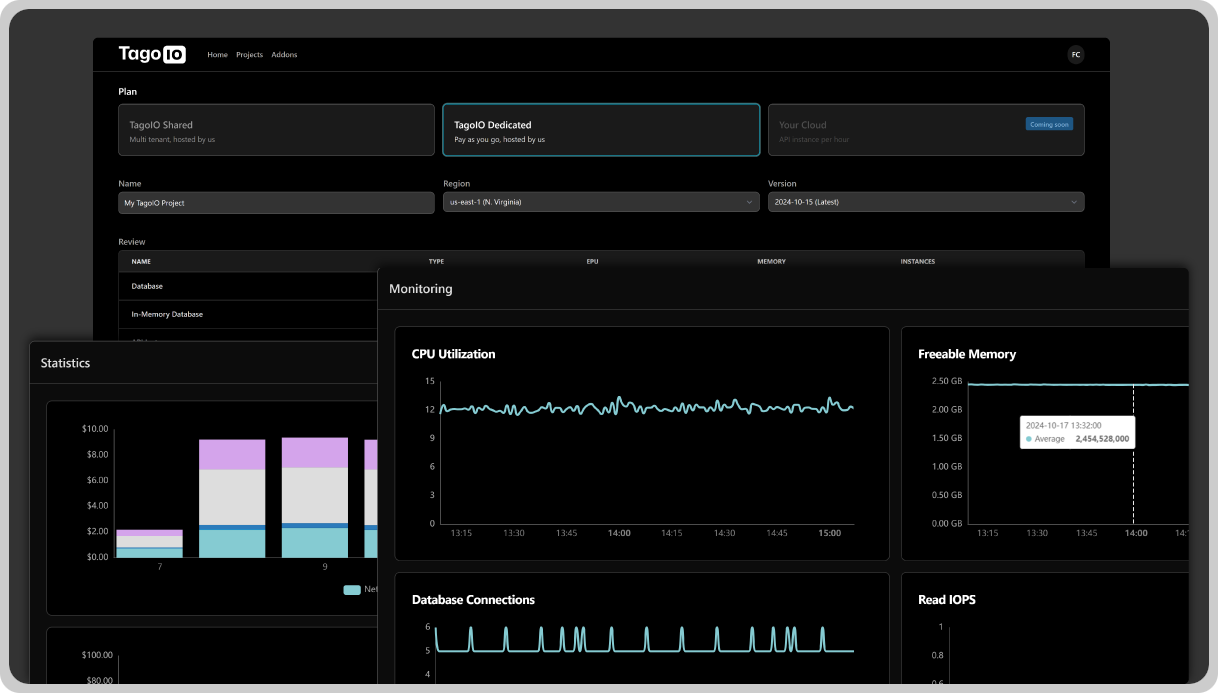 TagoIO Home Projects Addons FC
Plan
TagoIO Shared
Multi tenant, hosted by us
TagoIO Dedicated
Pay as you go, hosted by us
Your Cloud
API instance per hour
Coming soon
Name
My TagoIO Project
Region
us-east-1 (N. Virginia)
Version
2024-10-15 (Latest)
Review
NAME TYPE EPU MEMORY INSTANCES
Database
In-Memory Database
Statistics
$10.00
$8.00
$6.00
$4.00
$2.00
$0.00
7 9
$100.00
$80.00
Monitoring
CPU Utilization
15
12
9
6
3
0
13:15 13:30 13:45 14:00 14:15 14:30 14:45 15:00
Freeable Memory
2.50 GB
2.00 GB
1.50 GB
1.00 GB
0.50 GB
0.00 GB
2024-10-17 13:32:00
Average 2,454,528,000
13:15 13:30 13:45 14:00
Database Connections
6
5
4
Read IOPS
1
0.8
0.6